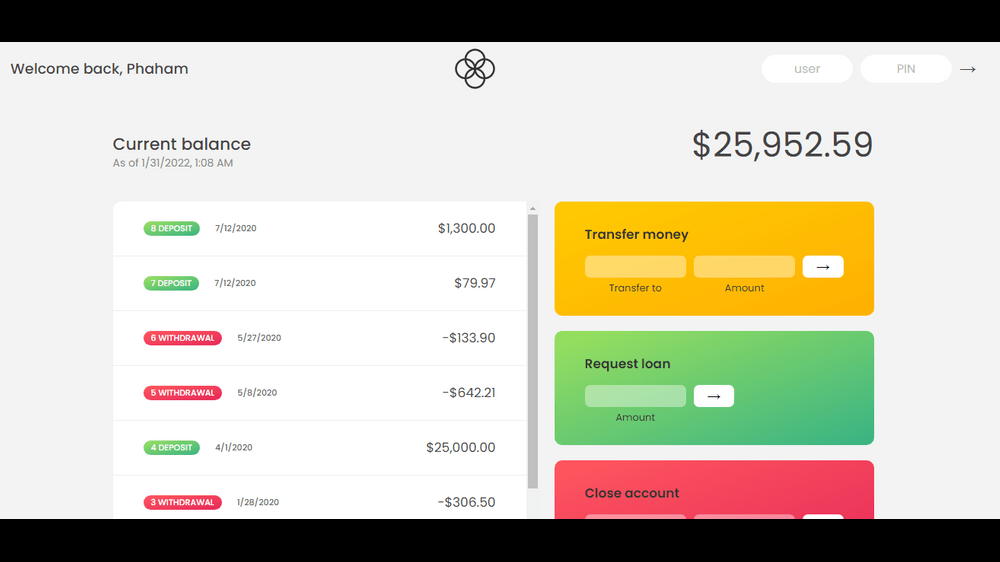 Welcome back, Phaham
user PIN →
Current balance
As of 1/31/2022, 1:08 AM
$25,952.59
8 DEPOSIT 7/12/2020 $1,300.00
7 DEPOSIT 7/12/2020 $79.97
6 WITHDRAWAL 5/27/2020 -$133.90
5 WITHDRAWAL 5/8/2020 -$642.21
4 DEPOSIT 4/1/2020 $25,000.00
3 WITHDRAWAL 1/28/2020 -$306.50
Transfer money
→
Transfer to Amount
Request loan
→
Amount
Close account